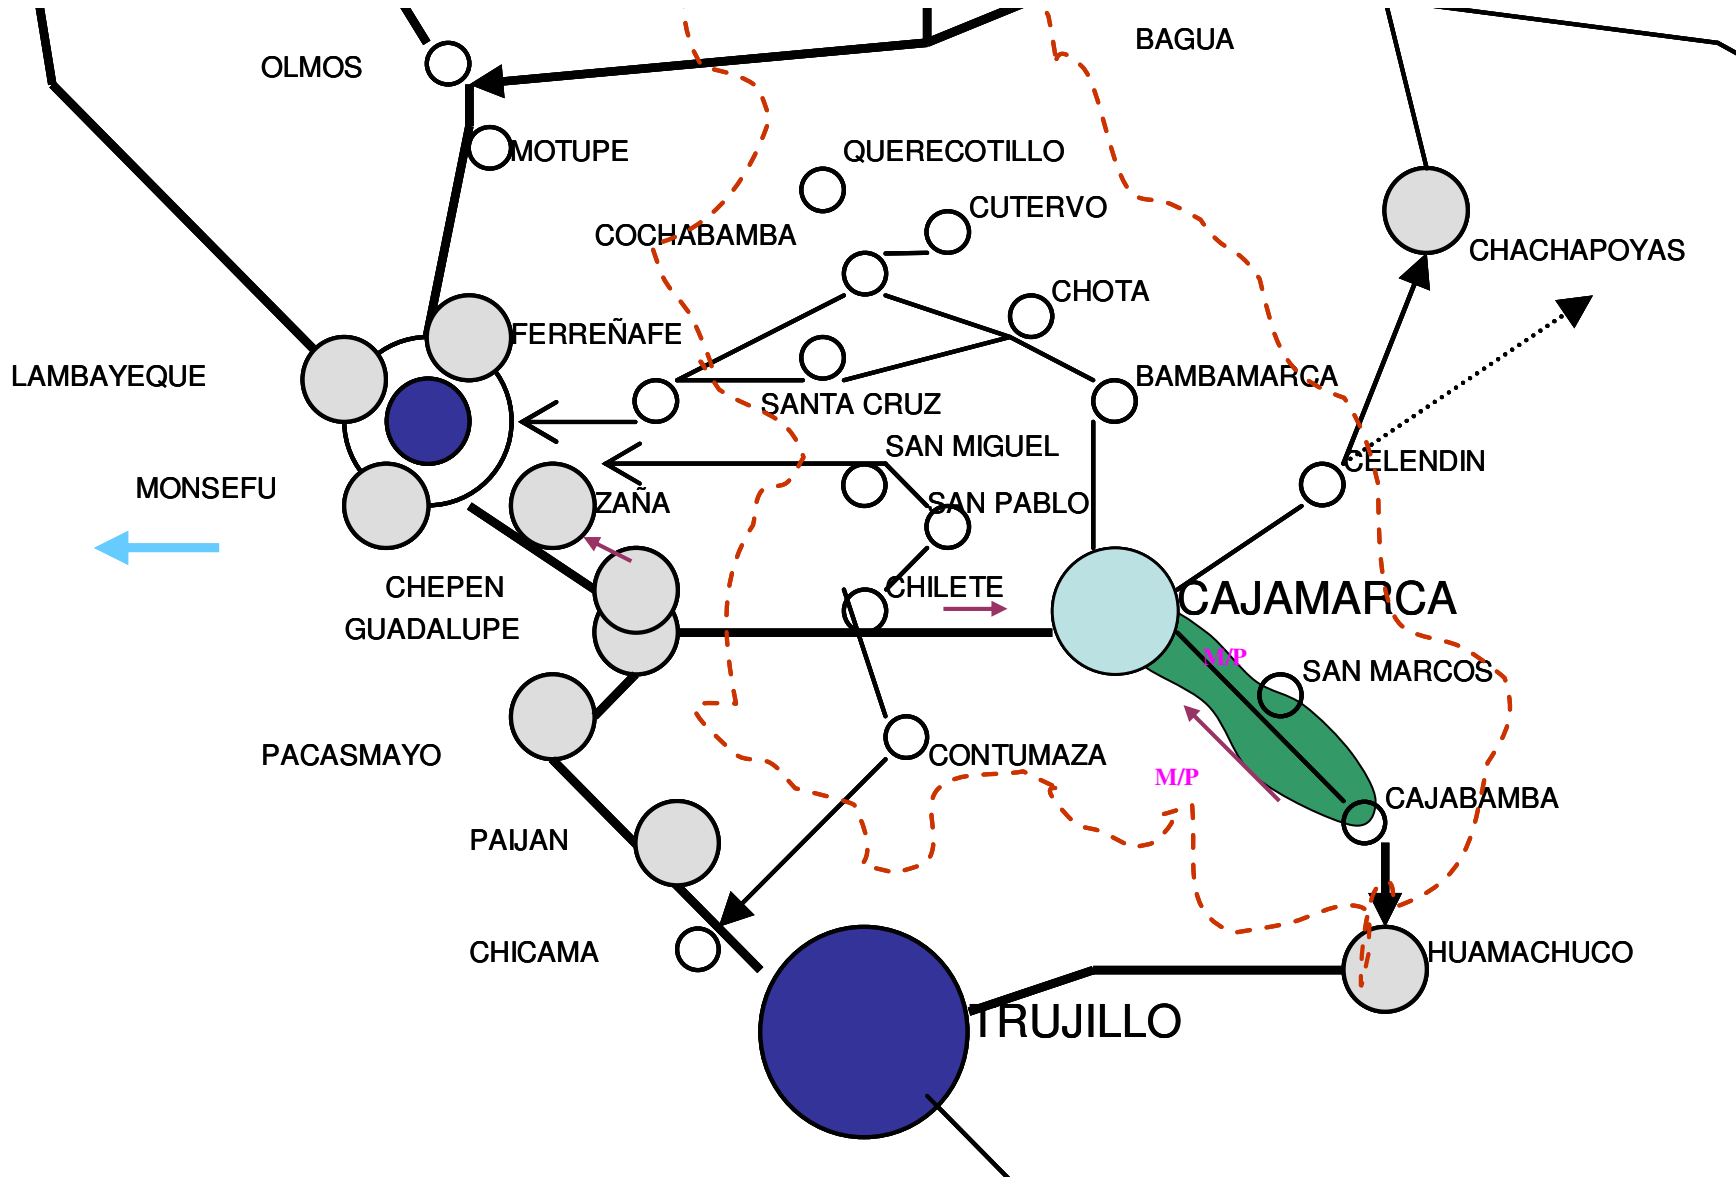 BAGUA
OLMOS
MOTUPE
QUERECOTILLO
CUTERVO
COCHABAMBA
CHACHAPOYAS
CHOTA
FERREÑAFE
LAMBAYEQUE
BAMBAMARCA
SANTA CRUZ
SAN MIGUEL
CELENDIN
MONSEFU
ZAÑA
SAN PABLO
CHEPEN
CHILETE
CAJAMARCA
GUADALUPE
M/P
SAN MARCOS
PACASMAYO
CONTUMAZA
M/P
CAJABAMBA
PAIJAN
CHICAMA
HUAMACHUCO
TRUJILLO